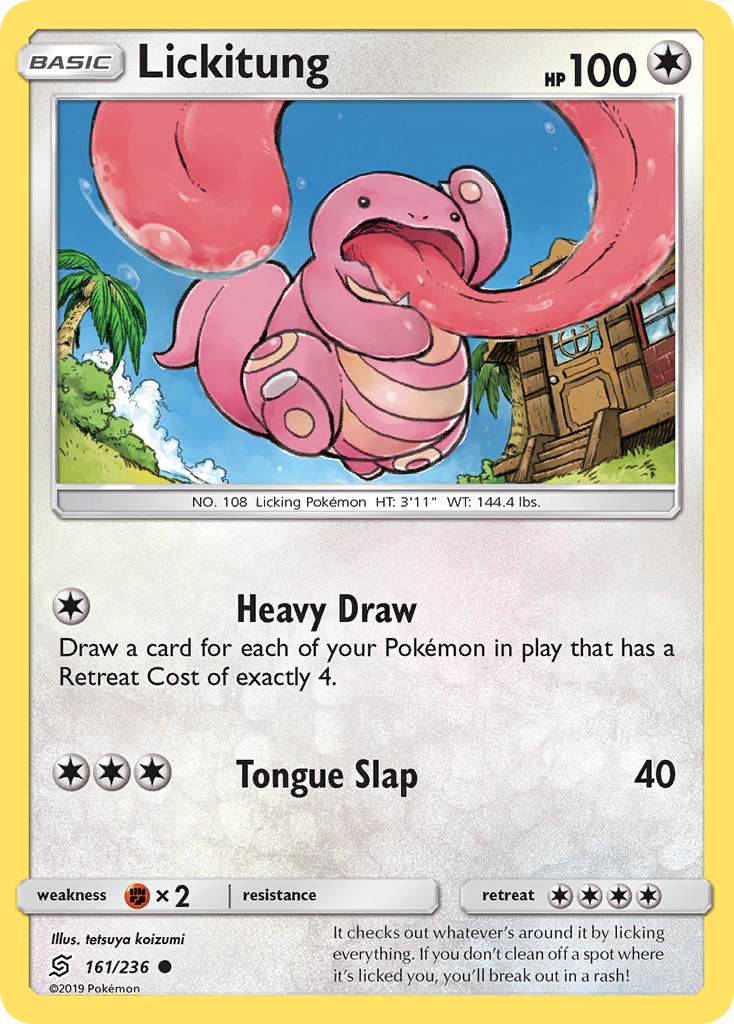 BASIC Lickitung HP 100
NO. 108 Licking Pokémon HT: 3'11" WT: 144.4 lbs.
Heavy Draw
Draw a card for each of your Pokémon in play that has a
Retreat Cost of exactly 4.
Tongue Slap 40
weakness × 2 resistance retreat
Illus. tetsuya koizumi
161/236
©2019 Pokémon
It checks out whatever's around it by licking
everything. If you don't clean off a spot where
it's licked you, you'll break out in a rash!